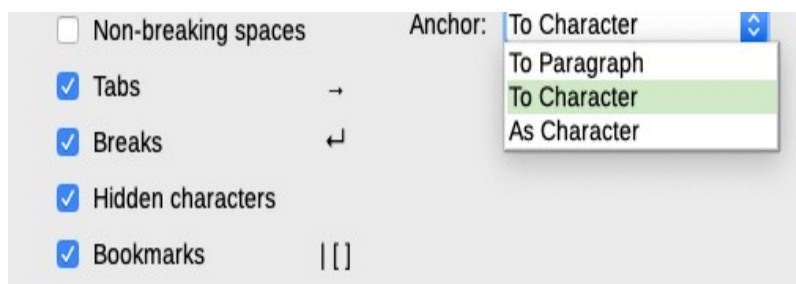 Non-breaking spaces
Tabs →
Breaks ↵
Hidden characters
Bookmarks |[]
Anchor: To Character
To Paragraph
To Character
As Character